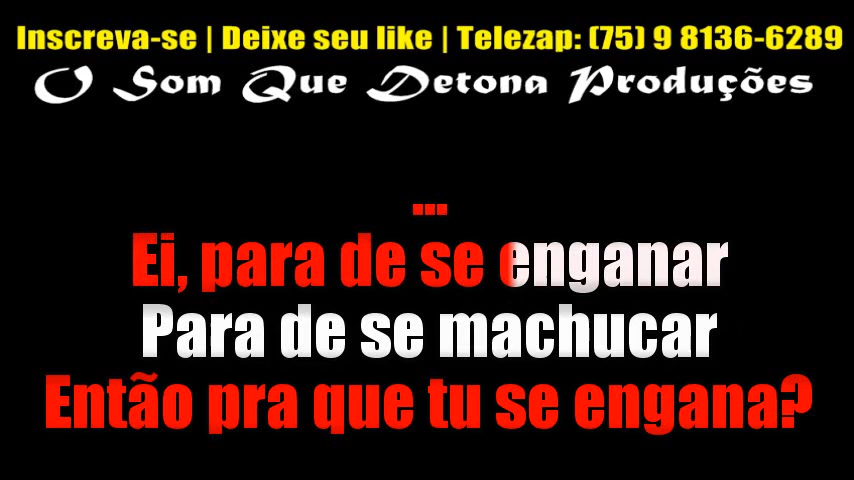 Inscreva-se | Deixe seu like | Telezap: (75) 9 8136-6289
O Som Que Detona Produções
...
Ei, para de se enganar
Para de se machucar
Então pra que tu se engana?